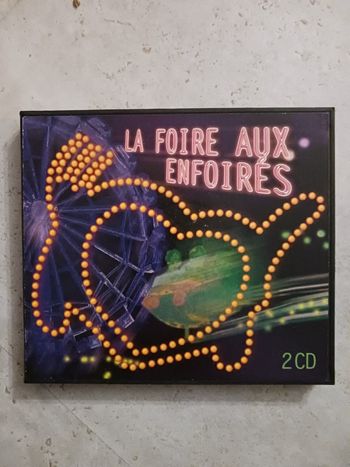 LA FOIRE AUX
ENFOIRÉS
2CD